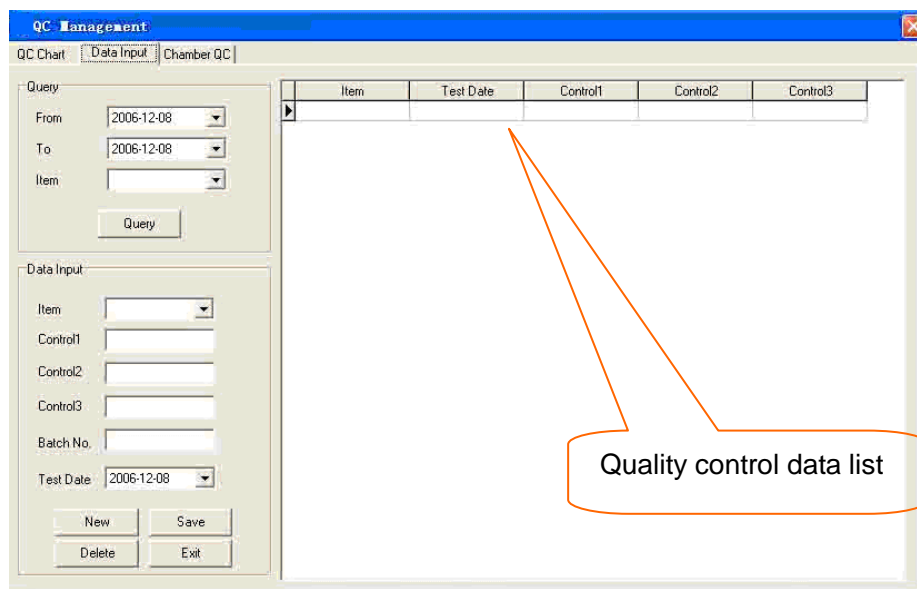 QC Management
QC Chart Data Input Chamber QC
Query
From 2006-12-08
To 2006-12-08
Item
Query
Data Input
Item
Control1
Control2
Control3
Batch No.
Test Date 2006-12-08
New Save
Delete Exit
Item Test Date Control1 Control2 Control3
Quality control data list